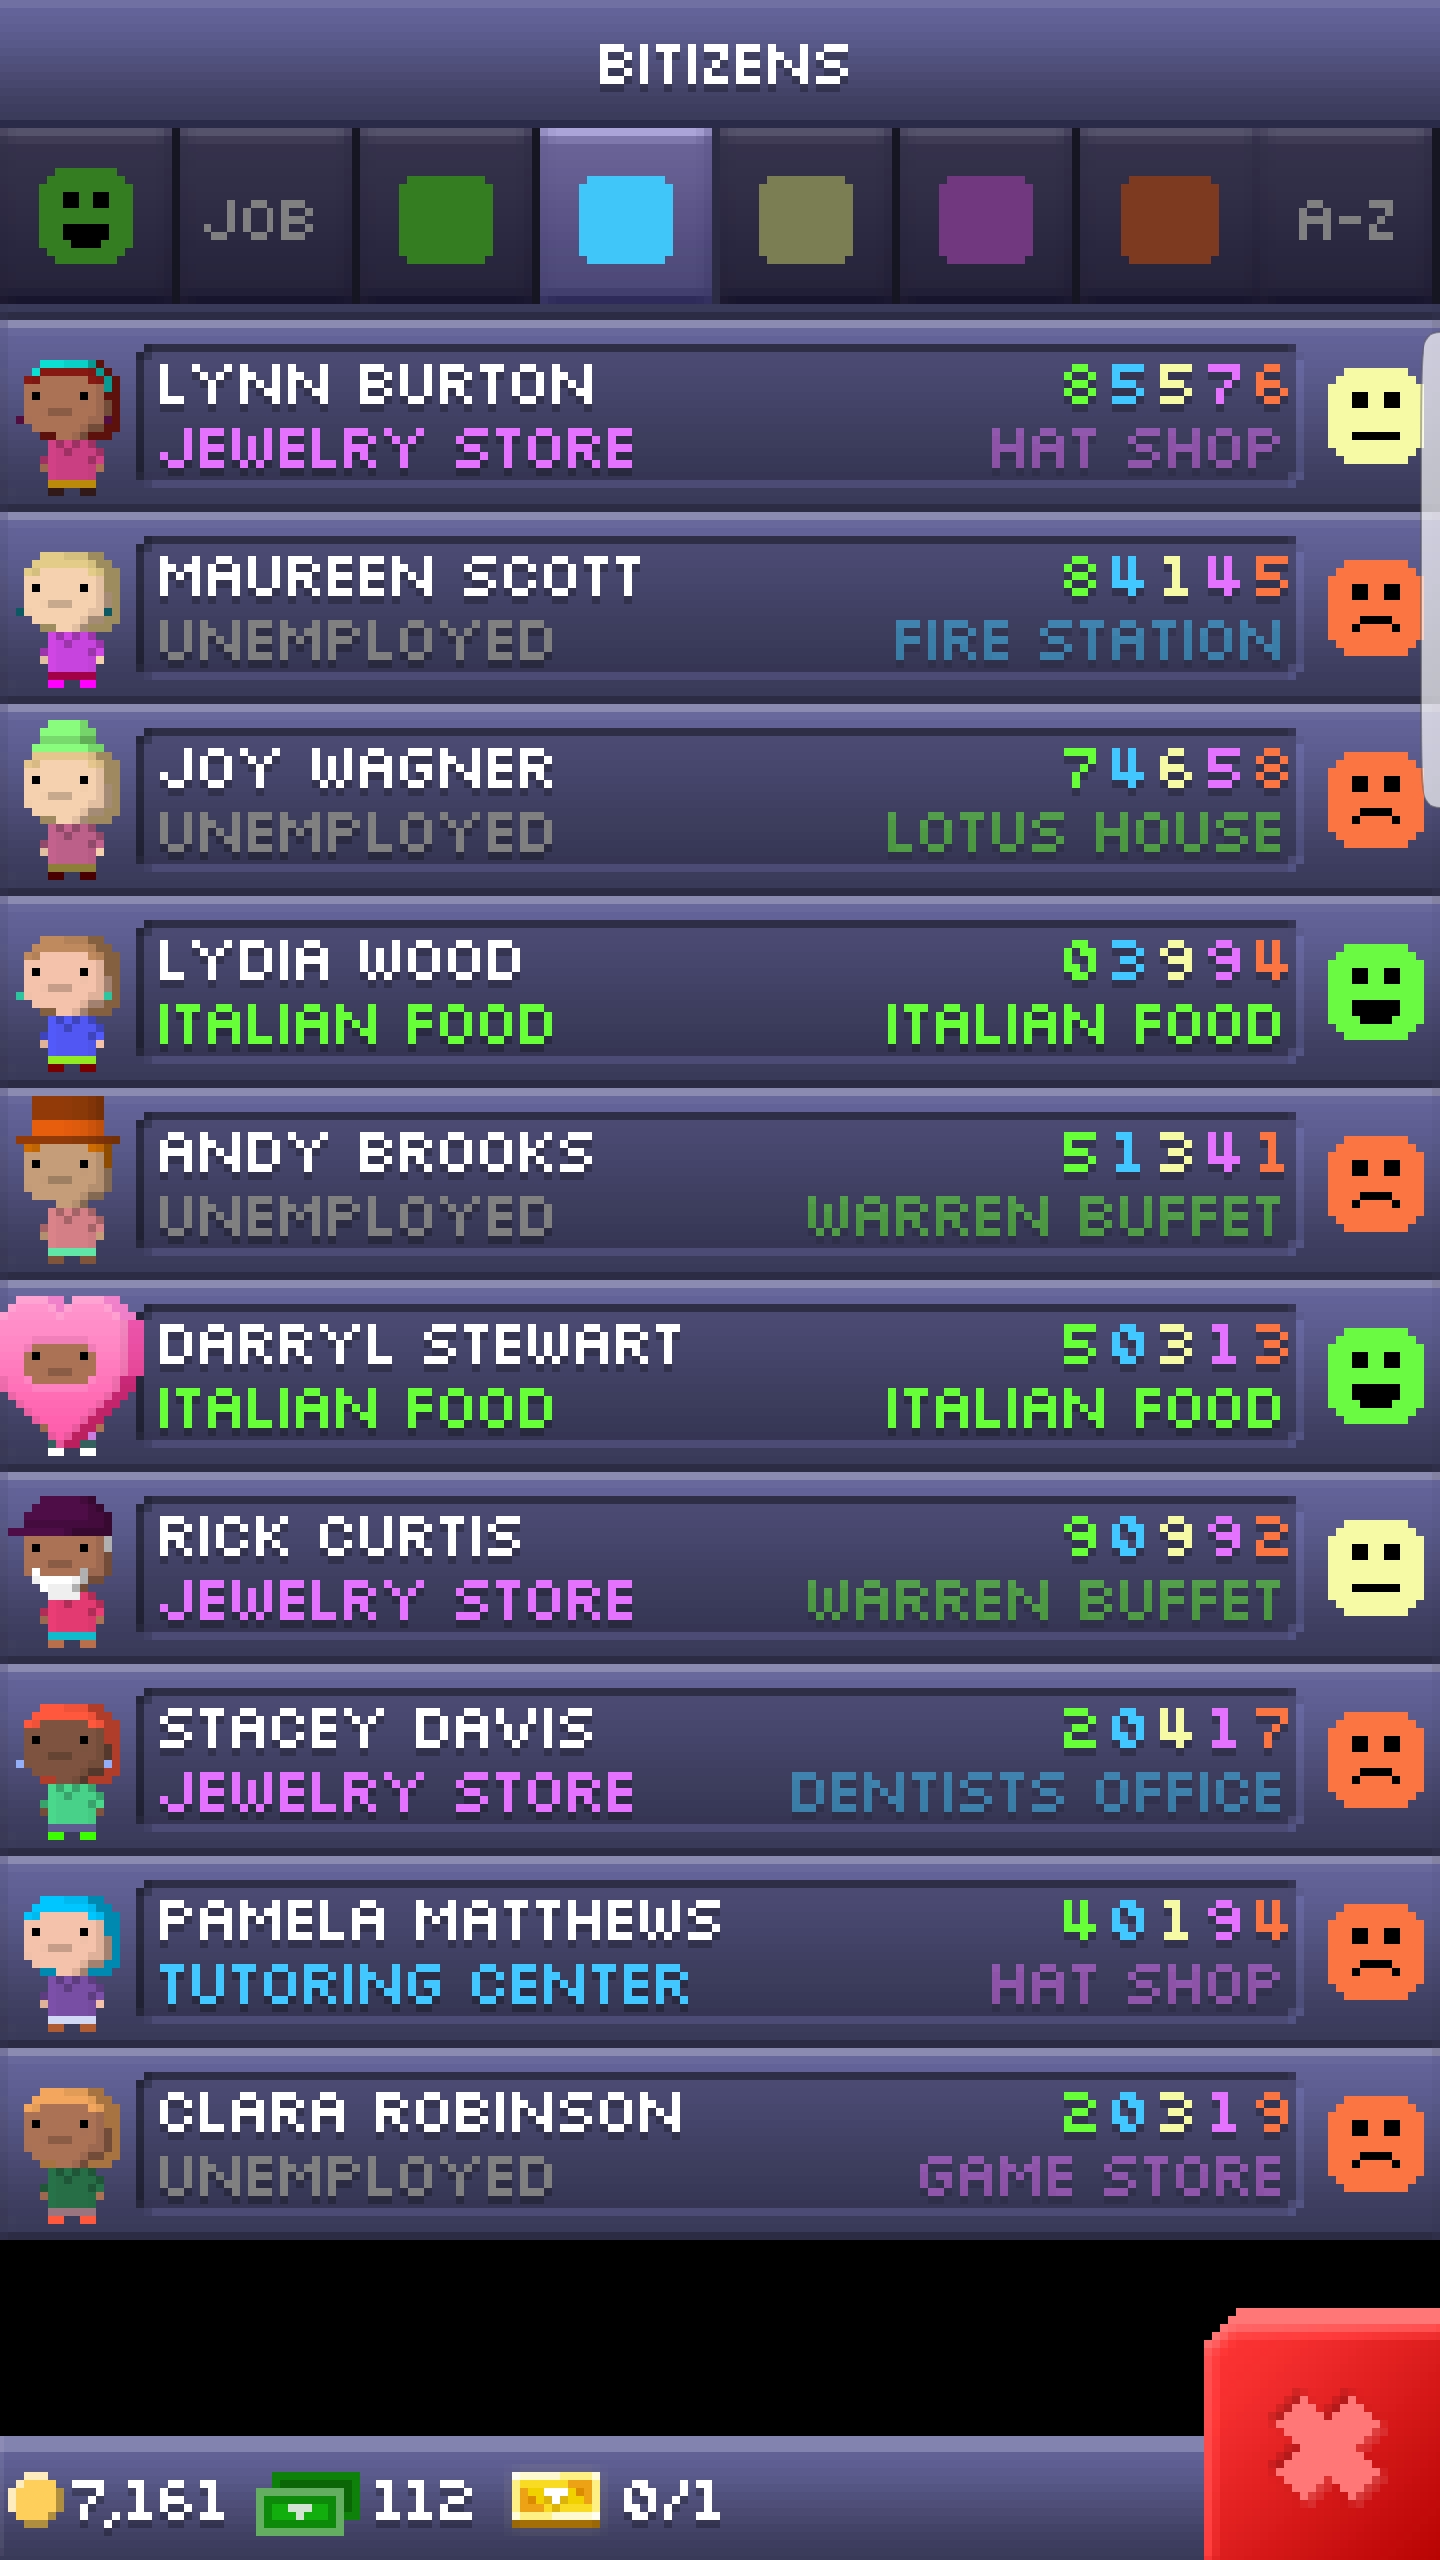 BITIZENS
JOB A-Z
LYNN BURTON 85576
JEWELRY STORE HAT SHOP
MAUREEN SCOTT 84145
UNEMPLOYED FIRE STATION
JOY WAGNER 74658
UNEMPLOYED LOTUS HOUSE
LYDIA WOOD 03994
ITALIAN FOOD ITALIAN FOOD
ANDY BROOKS 51341
UNEMPLOYED WARREN BUFFET
DARRYL STEWART 50313
ITALIAN FOOD ITALIAN FOOD
RICK CURTIS 90992
JEWELRY STORE WARREN BUFFET
STACEY DAVIS 20417
JEWELRY STORE DENTISTS OFFICE
PAMELA MATTHEWS 40194
TUTORING CENTER HAT SHOP
CLARA ROBINSON 20319
UNEMPLOYED GAME STORE
7,161 112 0/1